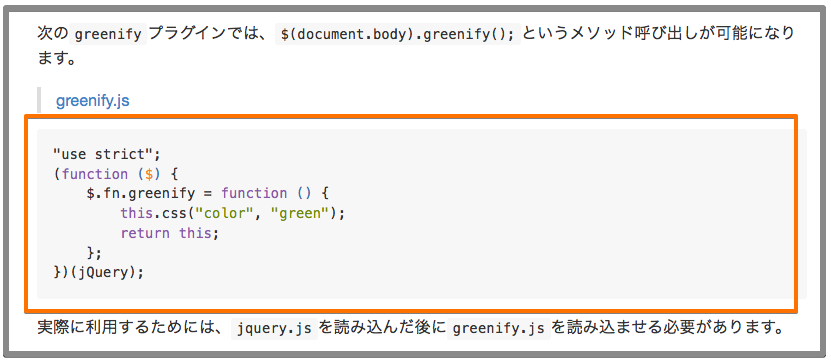 次の greenify プラグインでは、 $(document.body).greenify(); というメソッド呼び出しが可能になり
ます。
greenify.js
"use strict";
(function ($) {
    $.fn.greenify = function () {
        this.css("color", "green");
        return this;
    };
})(jQuery);
実際に利用するためには、 jquery.js を読み込んだ後に greenify.js を読み込ませる必要があります。